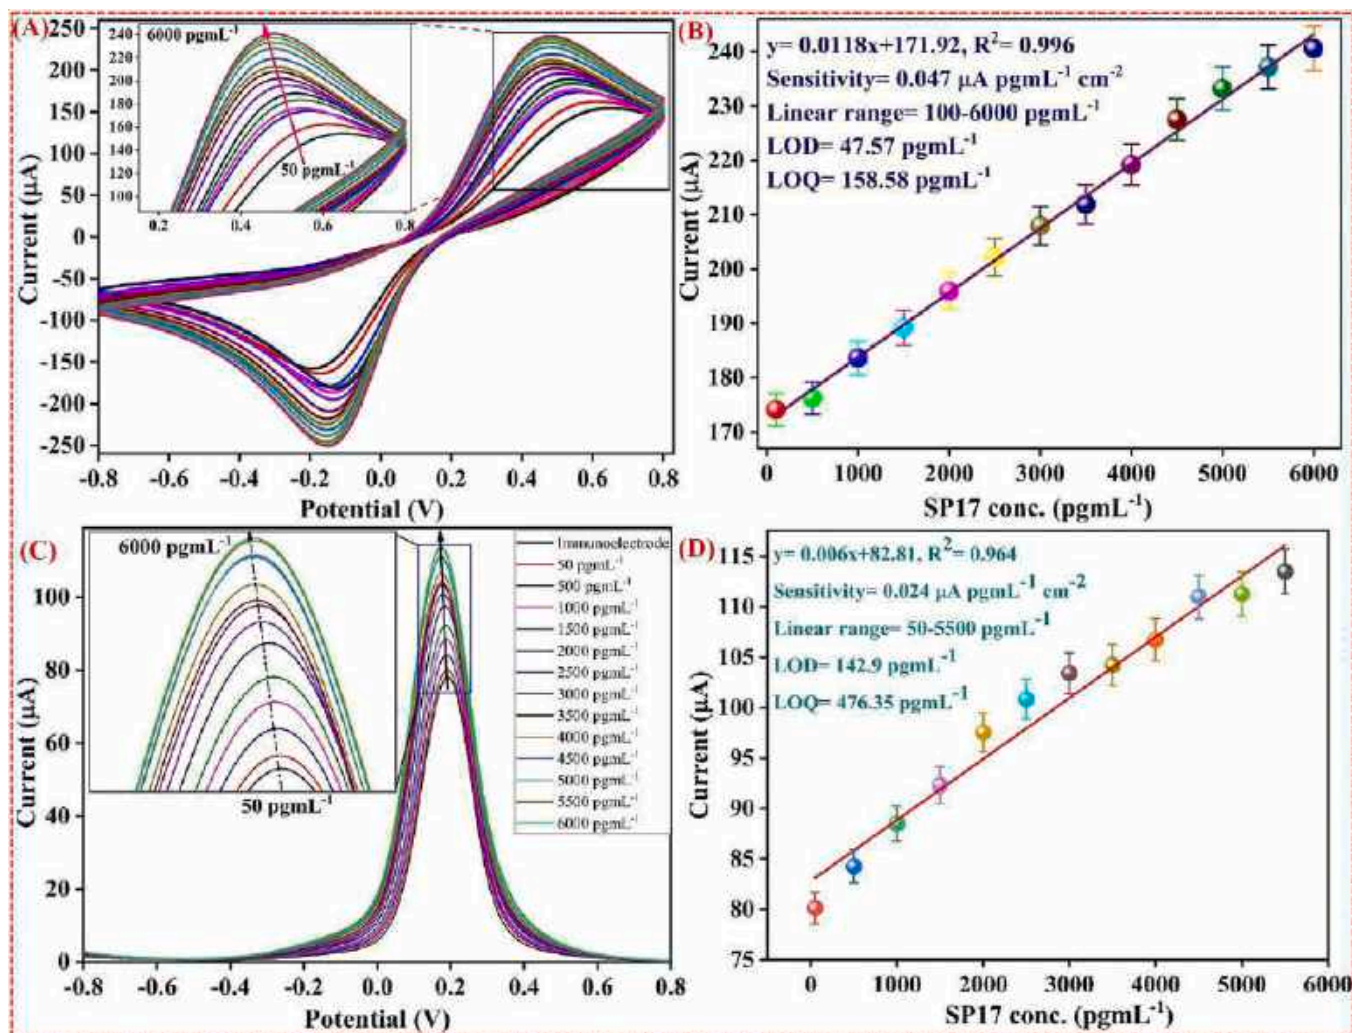 (A)
6000 pgmL⁻¹
50 pgmL⁻¹
240
220
200
180
160
140
120
100
0.2 0.4 0.6 0.8
250
200
150
100
50
0
-50
-100
-150
-200
-250
Current (μA)
-0.8 -0.6 -0.4 -0.2 0.0 0.2 0.4 0.6 0.8
Potential (V)
(B)
y= 0.0118x+171.92, R²= 0.996
Sensitivity= 0.047 μA pgmL⁻¹ cm⁻²
Linear range= 100-6000 pgmL⁻¹
LOD= 47.57 pgmL⁻¹
LOQ= 158.58 pgmL⁻¹
240
230
220
210
200
190
180
170
Current (μA)
0 1000 2000 3000 4000 5000 6000
SP17 conc. (pgmL⁻¹)
(C)
6000 pgmL⁻¹
50 pgmL⁻¹
Immunoelectrode
50 pgmL⁻¹
500 pgmL⁻¹
1000 pgmL⁻¹
1500 pgmL⁻¹
2000 pgmL⁻¹
2500 pgmL⁻¹
3000 pgmL⁻¹
3500 pgmL⁻¹
4000 pgmL⁻¹
4500 pgmL⁻¹
5000 pgmL⁻¹
5500 pgmL⁻¹
6000 pgmL⁻¹
100
80
60
40
20
0
Current (μA)
-0.8 -0.6 -0.4 -0.2 0.0 0.2 0.4 0.6 0.8
Potential (V)
(D)
y= 0.006x+82.81, R²= 0.964
Sensitivity= 0.024 μA pgmL⁻¹ cm⁻²
Linear range= 50-5500 pgmL⁻¹
LOD= 142.9 pgmL⁻¹
LOQ= 476.35 pgmL⁻¹
115
110
105
100
95
90
85
80
75
Current (μA)
0 1000 2000 3000 4000 5000 6000
SP17 conc. (pgmL⁻¹)